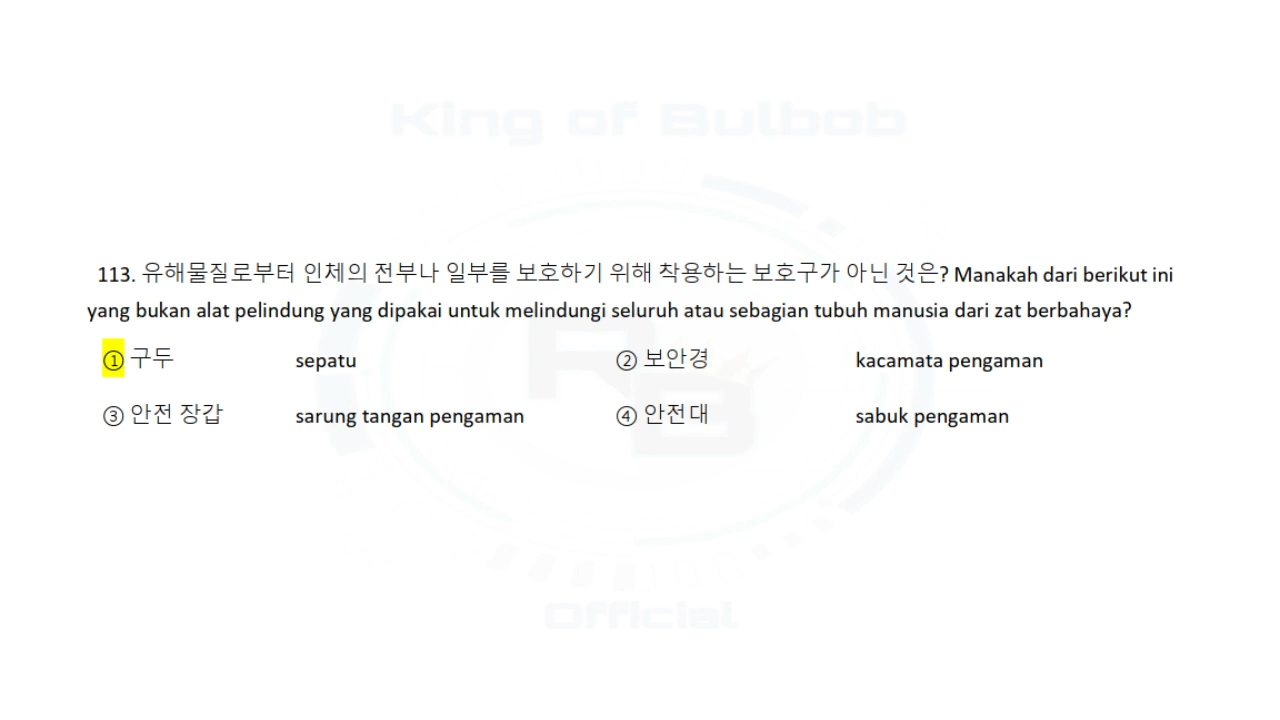 King of Bulbob
113. 유해물질로부터 인체의 전부나 일부를 보호하기 위해 착용하는 보호구가 아닌 것은? Manakah dari berikut ini
yang bukan alat pelindung yang dipakai untuk melindungi seluruh atau sebagian tubuh manusia dari zat berbahaya?
① 구두 sepatu ② 보안경 kacamata pengaman
③ 안전 장갑 sarung tangan pengaman ④ 안전대 sabuk pengaman
Official